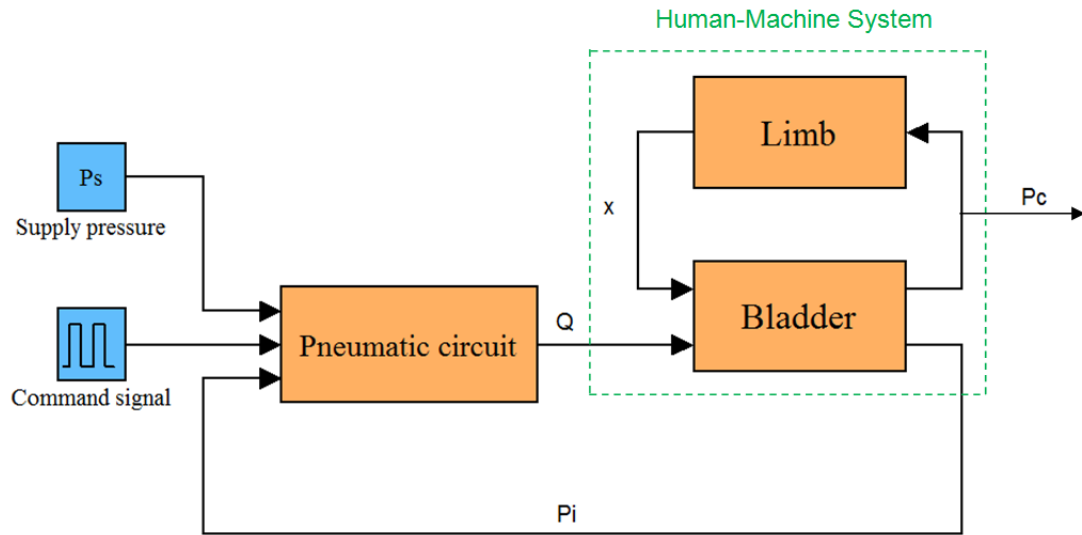 Human-Machine System
Limb
Ps
Supply pressure
x
Pc
Bladder
Q
Pneumatic circuit
Command signal
Pi